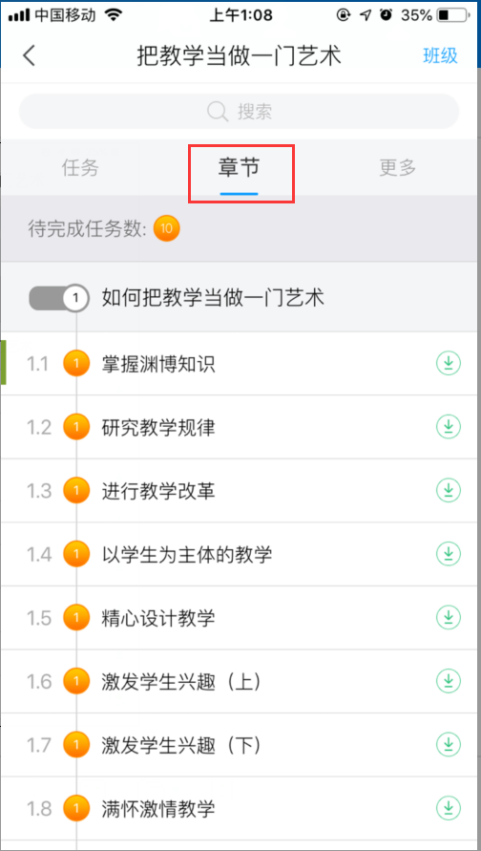 中国移动 上午1:08 35%
把教学当做一门艺术 班级
搜索
任务 章节 更多
待完成任务数: 10
1 如何把教学当做一门艺术
1.1 1 掌握渊博知识
1.2 1 研究教学规律
1.3 1 进行教学改革
1.4 1 以学生为主体的教学
1.5 1 精心设计教学
1.6 1 激发学生兴趣（上）
1.7 1 激发学生兴趣（下）
1.8 1 满怀激情教学